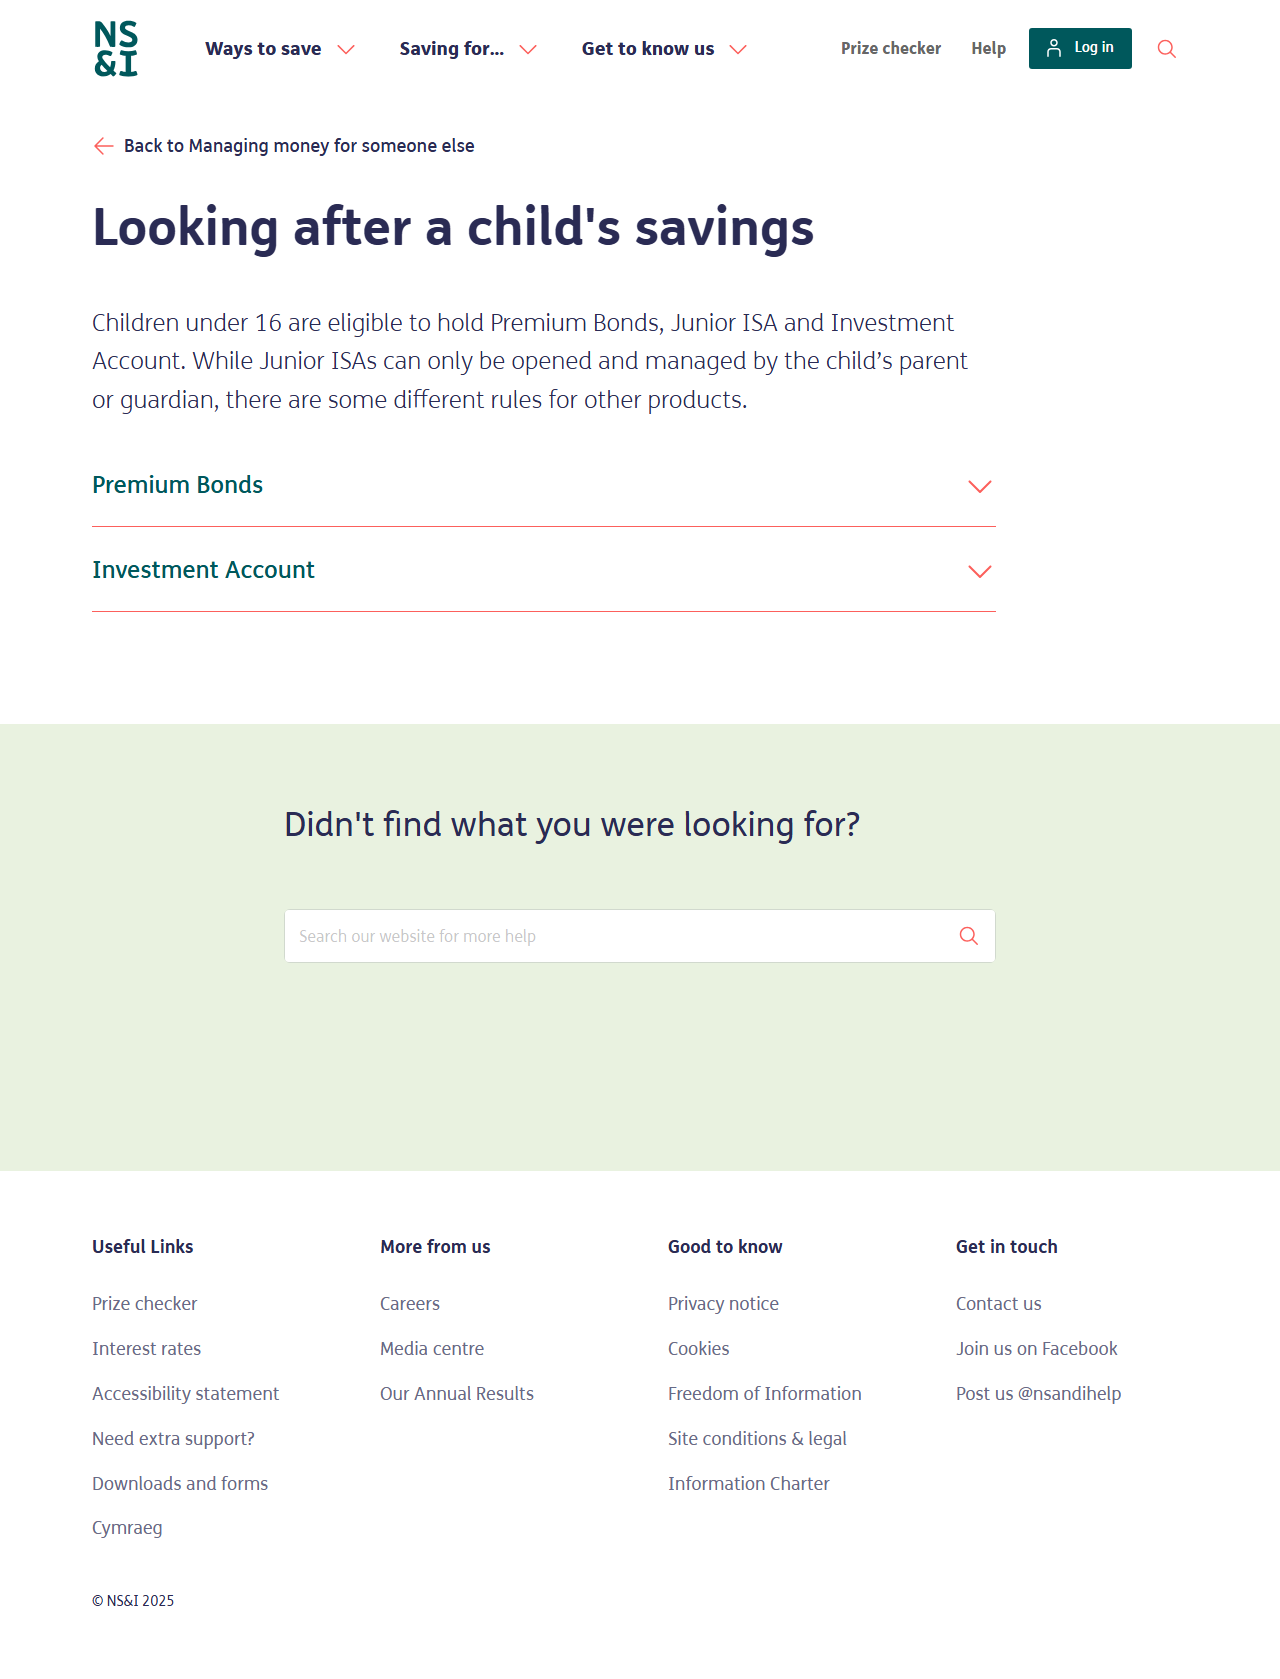 NS
&I
Ways to save
Saving for...
Get to know us
Prize checker
Help
Log in
Back to Managing money for someone else
Looking after a child's savings
Children under 16 are eligible to hold Premium Bonds, Junior ISA and Investment
Account. While Junior ISAs can only be opened and managed by the child’s parent
or guardian, there are some different rules for other products.
Premium Bonds
Investment Account
Didn't find what you were looking for?
Search our website for more help
Useful Links
Prize checker
Interest rates
Accessibility statement
Need extra support?
Downloads and forms
Cymraeg
More from us
Careers
Media centre
Our Annual Results
Good to know
Privacy notice
Cookies
Freedom of Information
Site conditions & legal
Information Charter
Get in touch
Contact us
Join us on Facebook
Post us @nsandihelp
© NS&I 2025